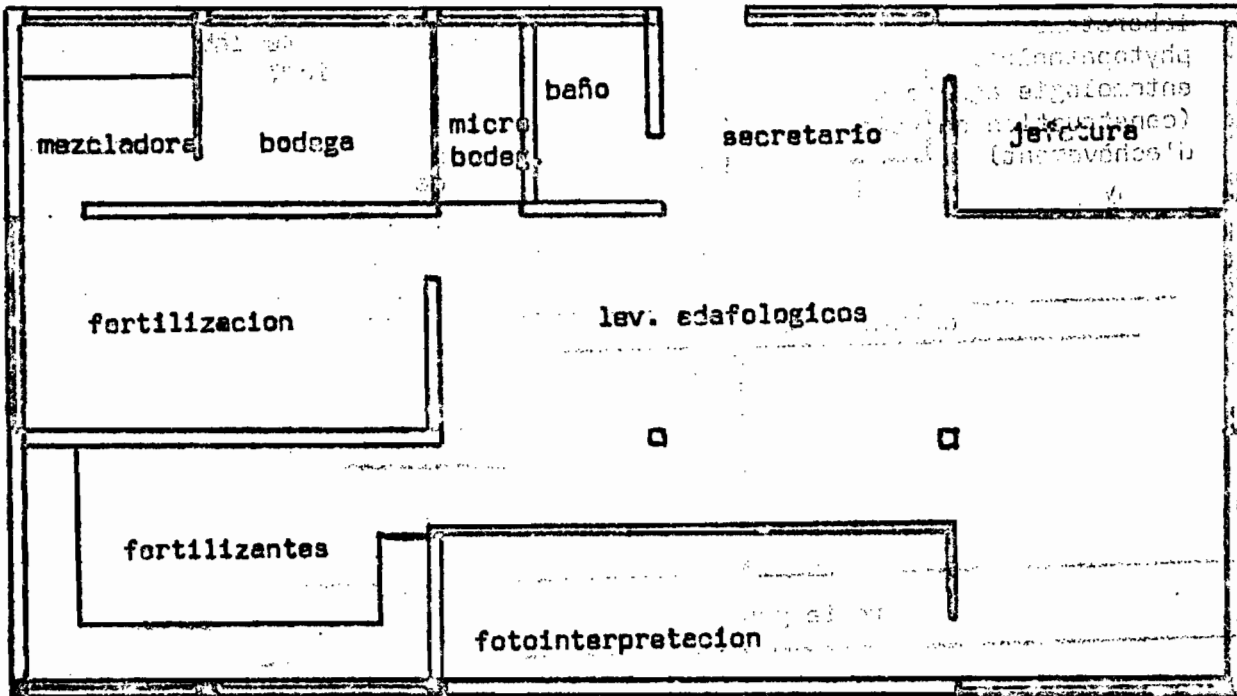 mezcladora
bodega
micro
bodeg
baño
secretario
jefatura
fertilizacion
lev. edafologicos
fertilizantes
fotointerpretacion